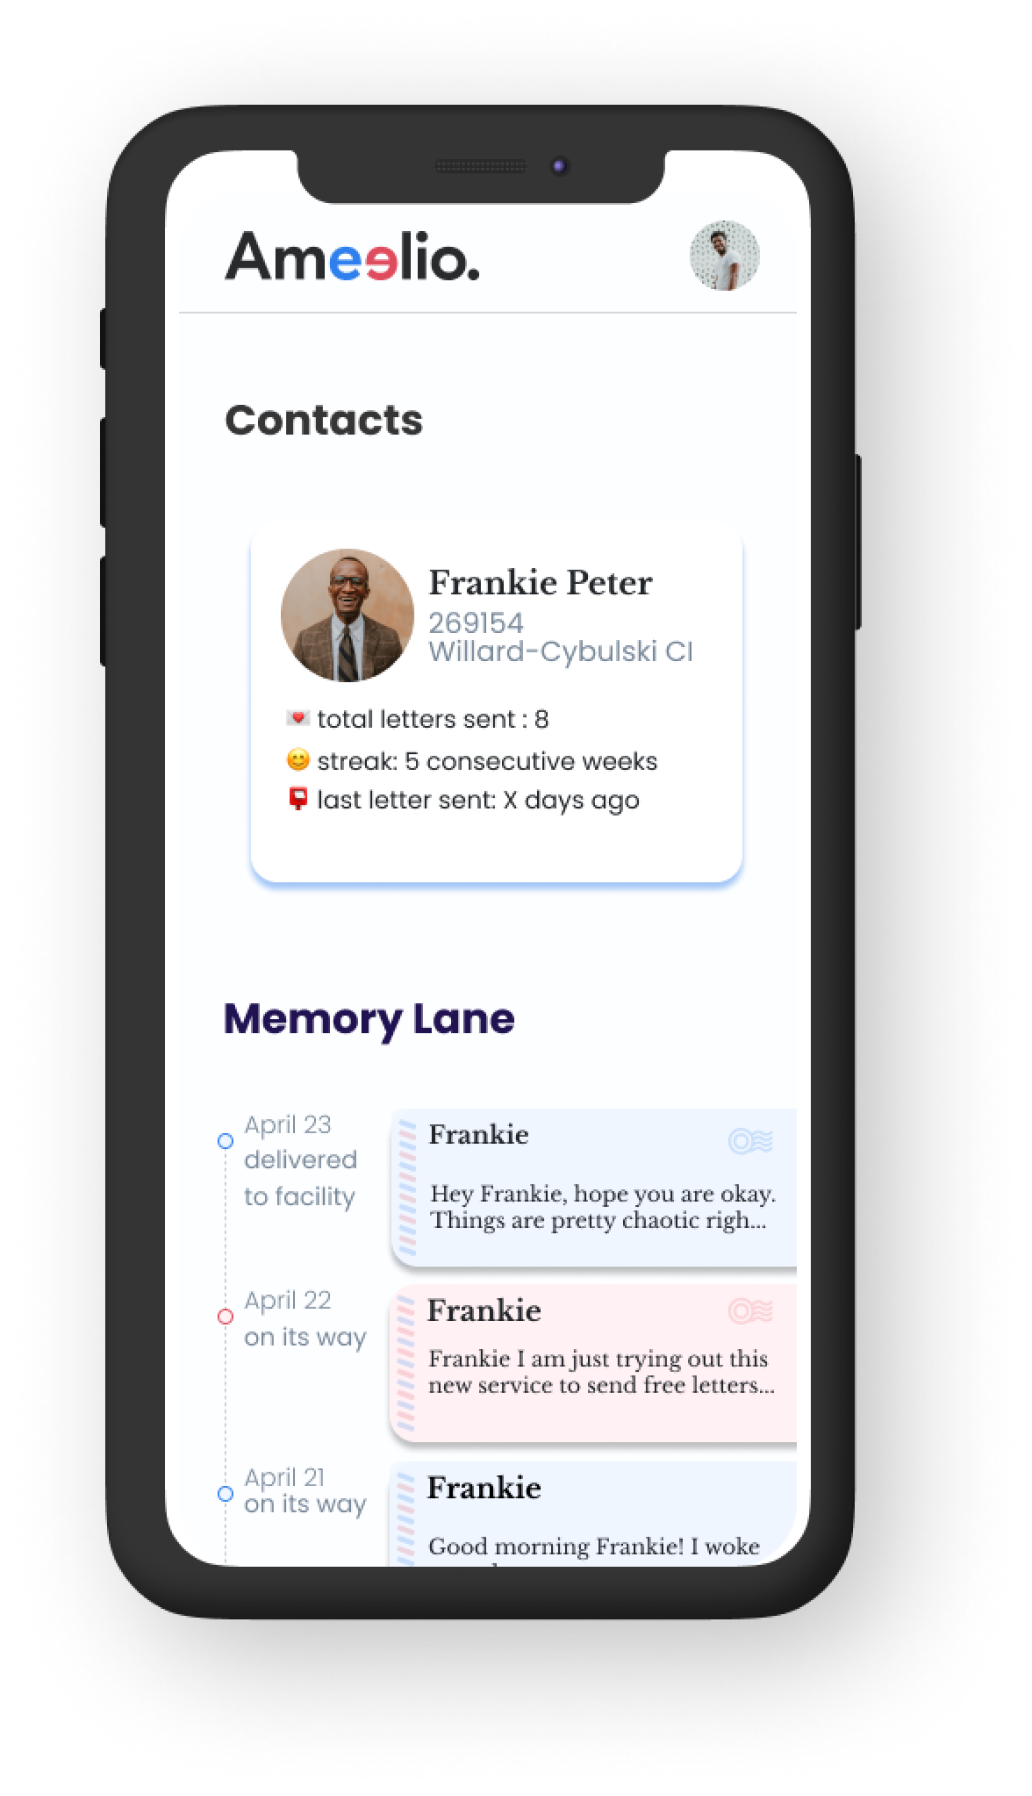 Ameelio.
Contacts
Frankie Peter
269154
Willard-Cybulski CI
total letters sent : 8
streak: 5 consecutive weeks
last letter sent: X days ago
Memory Lane
April 23
delivered
to facility
Frankie
Hey Frankie, hope you are okay.
Things are pretty chaotic righ...
April 22
on its way
Frankie
Frankie I am just trying out this
new service to send free letters...
April 21
on its way
Frankie
Good morning Frankie! I woke